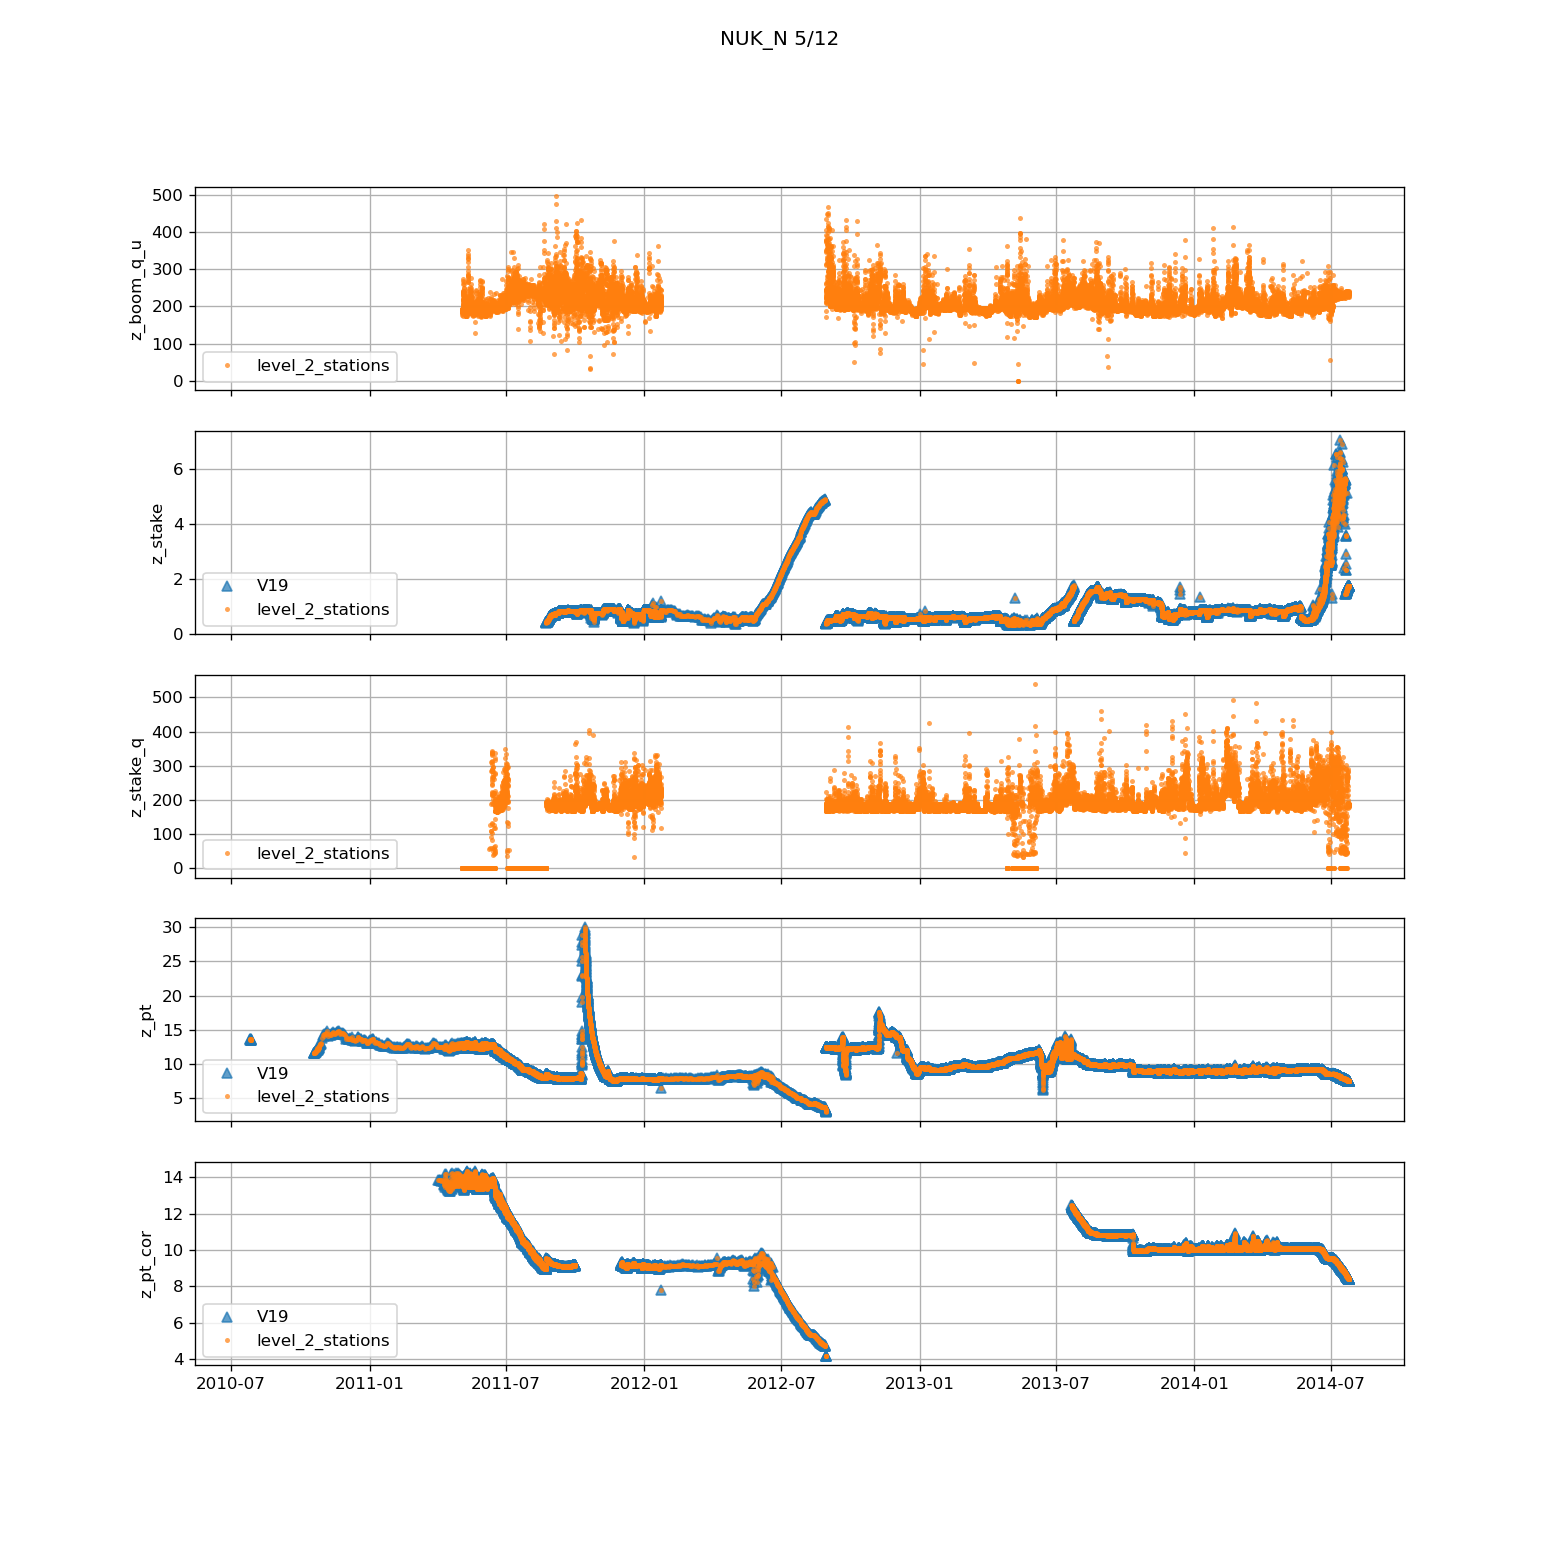 NUK_N 5/12
500
400
300
200
100
0
z_boom_q_u
level_2_stations
6
4
2
0
z_stake
V19
level_2_stations
500
400
300
200
100
0
z_stake_q
level_2_stations
30
25
20
15
10
5
z_pt
V19
level_2_stations
14
12
10
8
6
4
z_pt_cor
V19
level_2_stations
2010-07 2011-01 2011-07 2012-01 2012-07 2013-01 2013-07 2014-01 2014-07